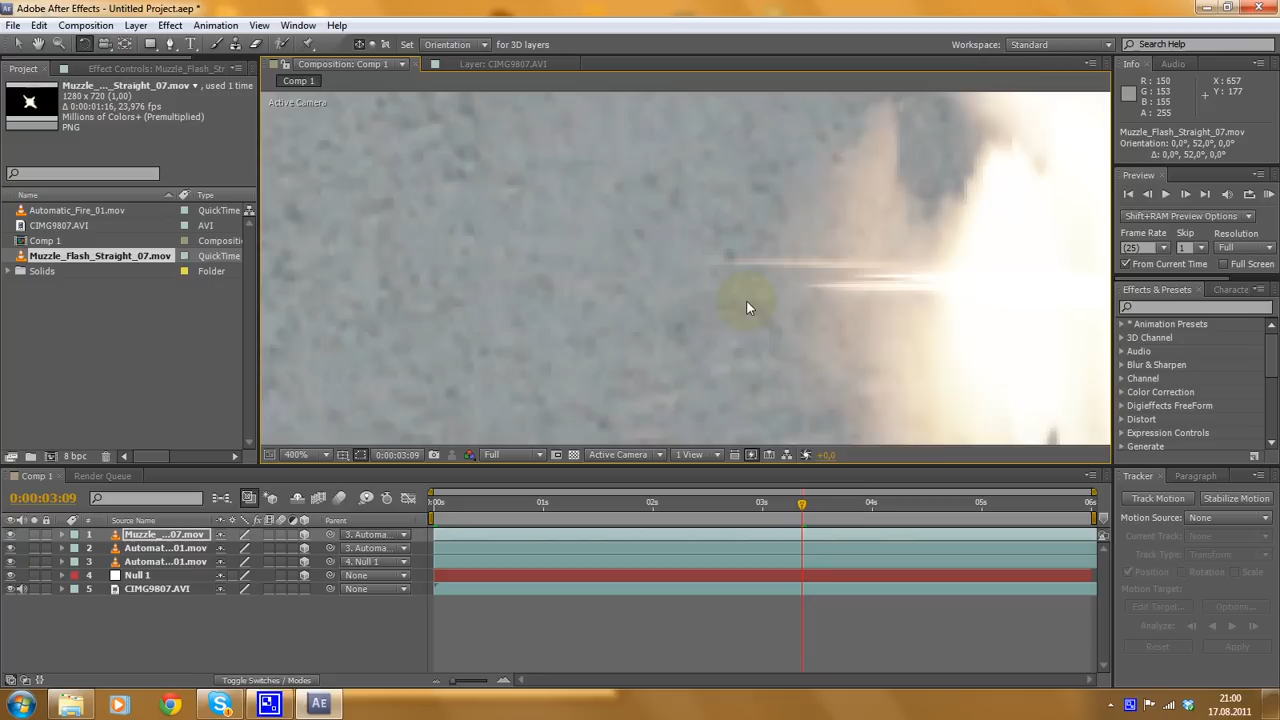 Adobe After Effects - Untitled Project.aep *
File Edit Composition Layer Effect Animation View Window Help
Set Orientation for 3D layers
Workspace: Standard
Search Help
Project Effect Controls: Muzzle_Flash_Str
Muzzle_..._Straight_07.mov ▾, used 1 time
1280 x 720 (1,00)
Δ 0:00:01:16, 23,976 fps
Millions of Colors+ (Premultiplied)
PNG
Name Type
Automatic_Fire_01.mov QuickTime
CIMG9807.AVI AVI
Comp 1 Compositi
Muzzle_Flash_Straight_07.mov QuickTime
Solids Folder
8 bpc
Composition: Comp 1 Layer: CIMG9807.AVI
Comp 1
Active Camera
400% 0:00:03:09 Full Active Camera 1 View +0,0
Info Audio
R : 150 X : 657
G : 153 Y : 177
B : 155
A : 255
Muzzle_Flash_Straight_07.mov
Orientation: 0,0°, 52,0°, 0,0°
Δ: 0,0°, 52,0°, 0,0°
Preview
Shift+RAM Preview Options
Frame Rate Skip Resolution
(25) 1 Full
From Current Time Full Screen
Effects & Presets Characte
* Animation Presets
3D Channel
Audio
Blur & Sharpen
Channel
Color Correction
Digieffects FreeForm
Distort
Expression Controls
Generate
Comp 1 Render Queue
0:00:03:09
:00s 01s 02s 03s 04s 05s 06s
# Source Name Parent
1 Muzzle_...07.mov 3. Automa...
2 Automat...01.mov 3. Automa...
3 Automat...01.mov 4. Null 1
4 Null 1 None
5 CIMG9807.AVI None
Toggle Switches / Modes
Tracker Paragraph
Track Motion Stabilize Motion
Motion Source: None
Current Track: None
Track Type: Transform
Position Rotation Scale
Motion Target:
Edit Target... Options...
Analyze:
Reset Apply
21:00
17.08.2011